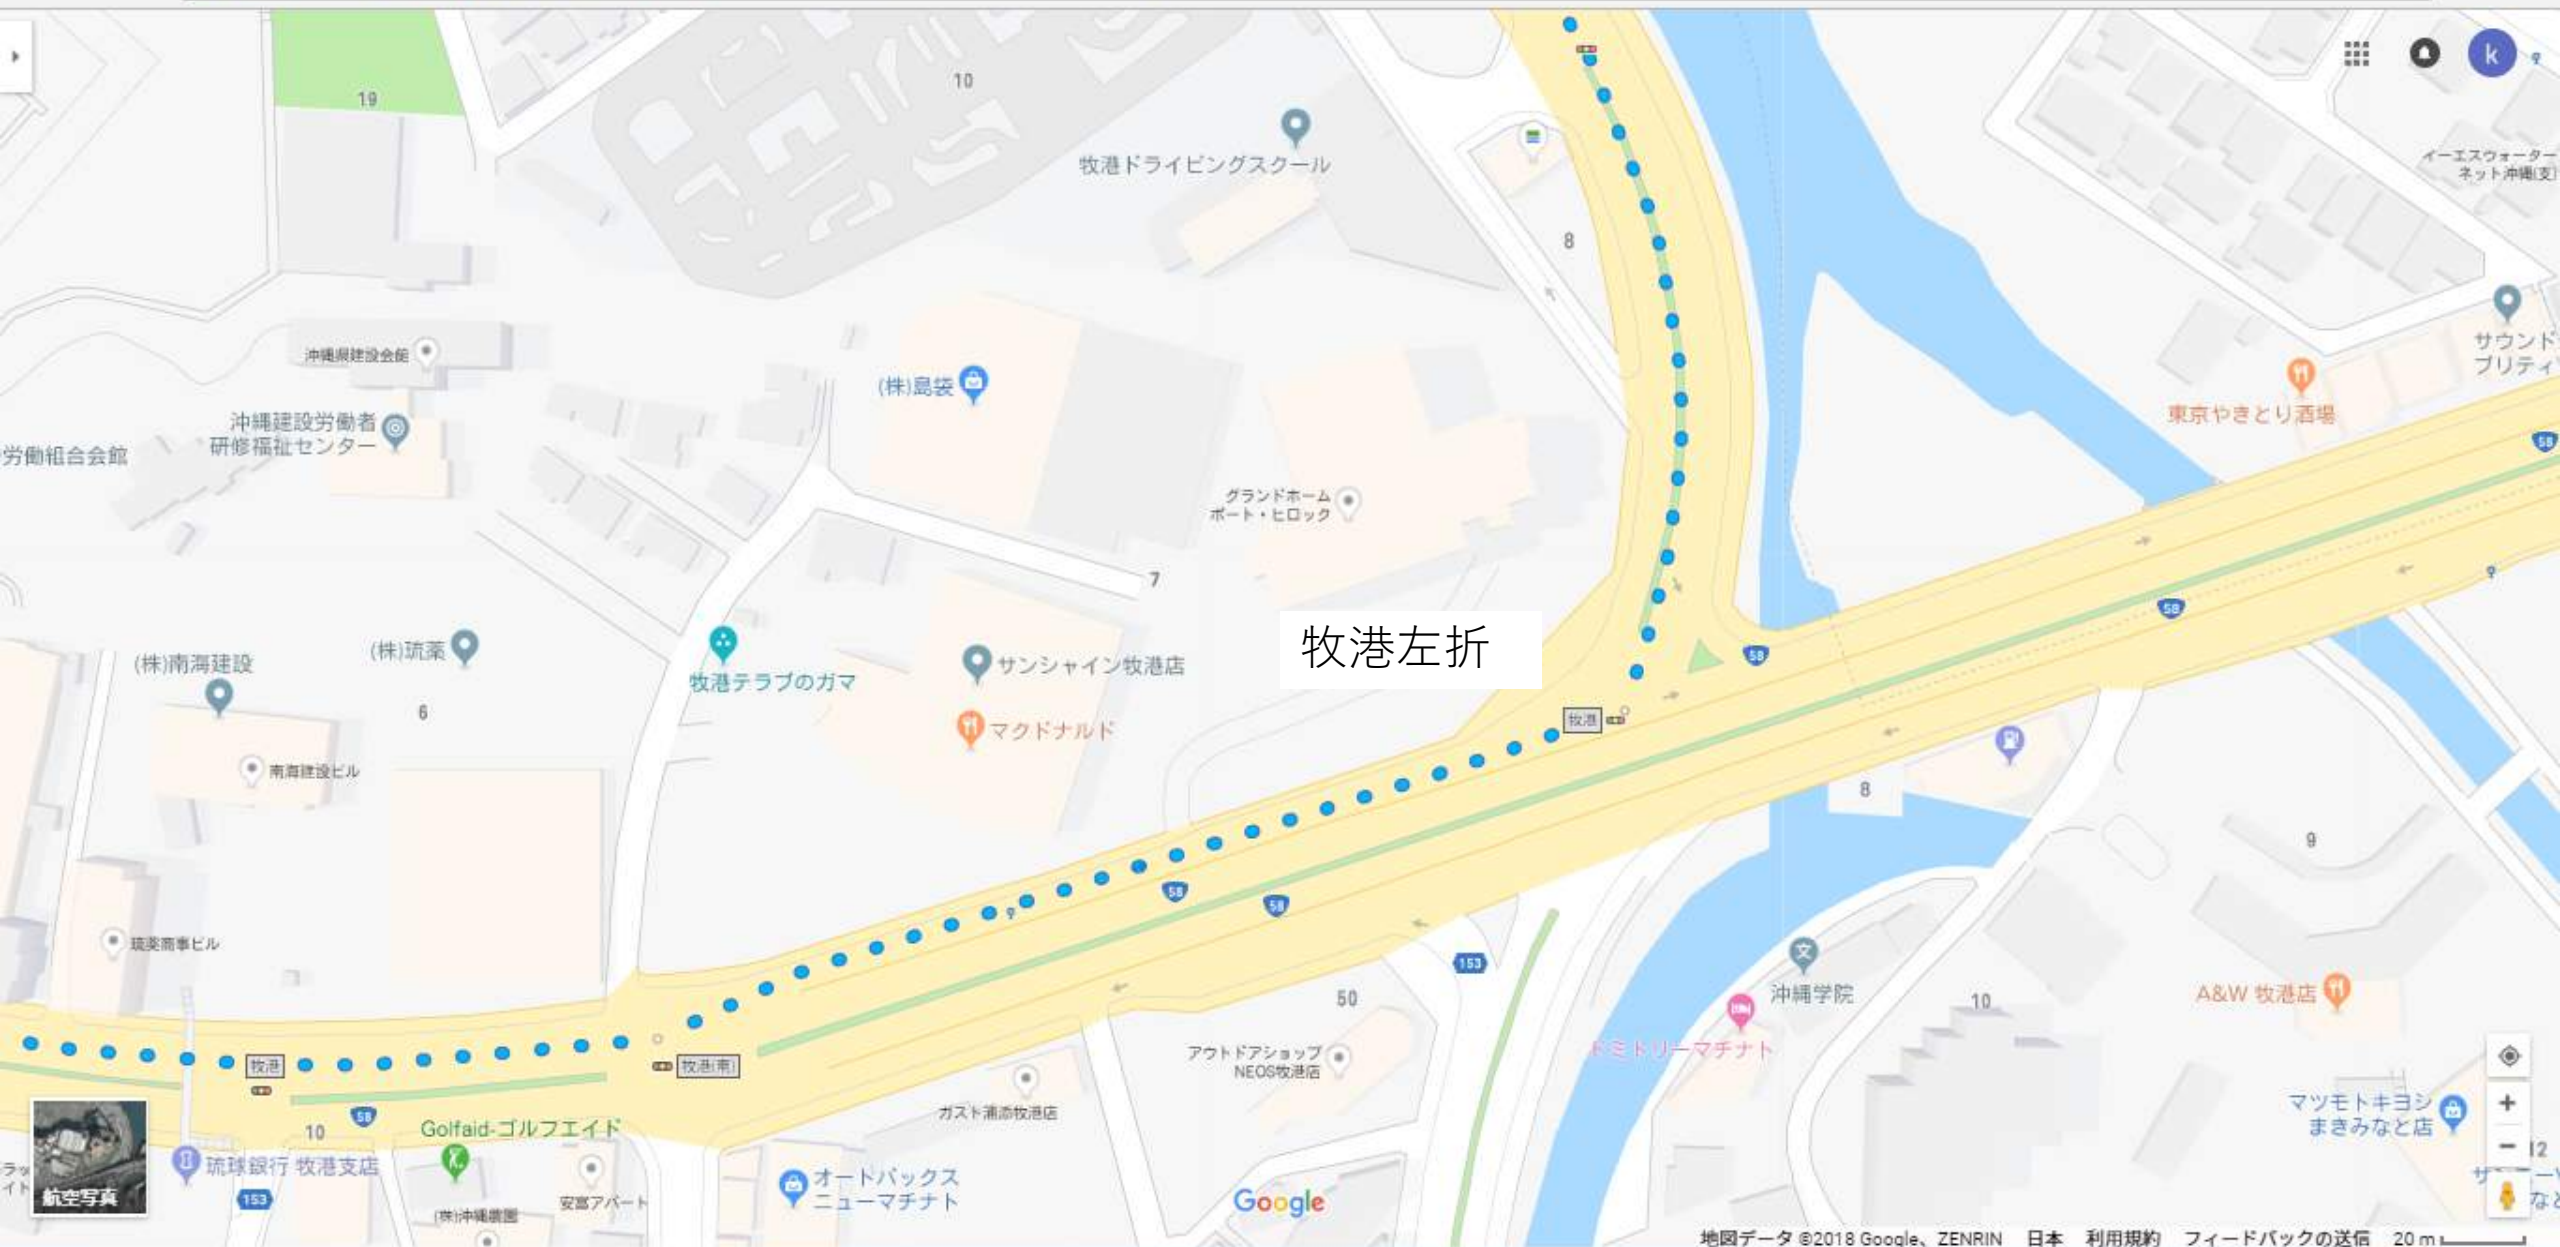 k
19
10
牧港ドライビングスクール
イーエスウォーター
ネット沖縄(支)
8
サウンド
ブリティ
沖縄県建設会館
(株)島袋
東京やきとり酒場
58
沖縄建設労働者
研修福祉センター
労働組合会館
グランドホーム
ポート・ヒロック
7
58
牧港左折
58
(株)南海建設
(株)琉薬
牧港テラブのガマ
サンシャイン牧港店
6
牧港
マクドナルド
南海建設ビル
8
9
58
58
琉薬商事ビル
153
文
沖縄学院
50
10
A&W 牧港店
牧港
牧港(南)
アウトドアショップ
NEOS牧港店
ドミトリーマチナト
ガスト浦添牧港店
マツモトキヨシ
まきみなと店
58
10
Golfaid-ゴルフエイド
琉球銀行 牧港支店
12
航空写真
153
安富アパート
オートバックス
ニューマチナト
Google
地図データ ©2018 Google、ZENRIN 日本 利用規約 フィードバックの送信 20 m